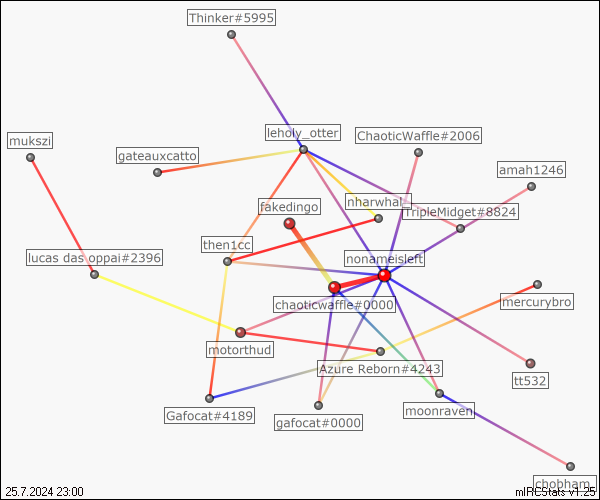 Thinker#5995
leholy_otter
ChaoticWaffle#2006
mukszi
gateauxcatto
amah1246
nharwhal_
fakedingo
TripleMidget#8824
then1cc
nonameisleft
lucas das oppai#2396
chaoticwaffle#0000
mercurybro
motorthud
Azure Reborn#4243
tt532
Gafocat#4189
gafocat#0000
moonraven
chobham_
25.7.2024 23:00
mIRCStats v1.25